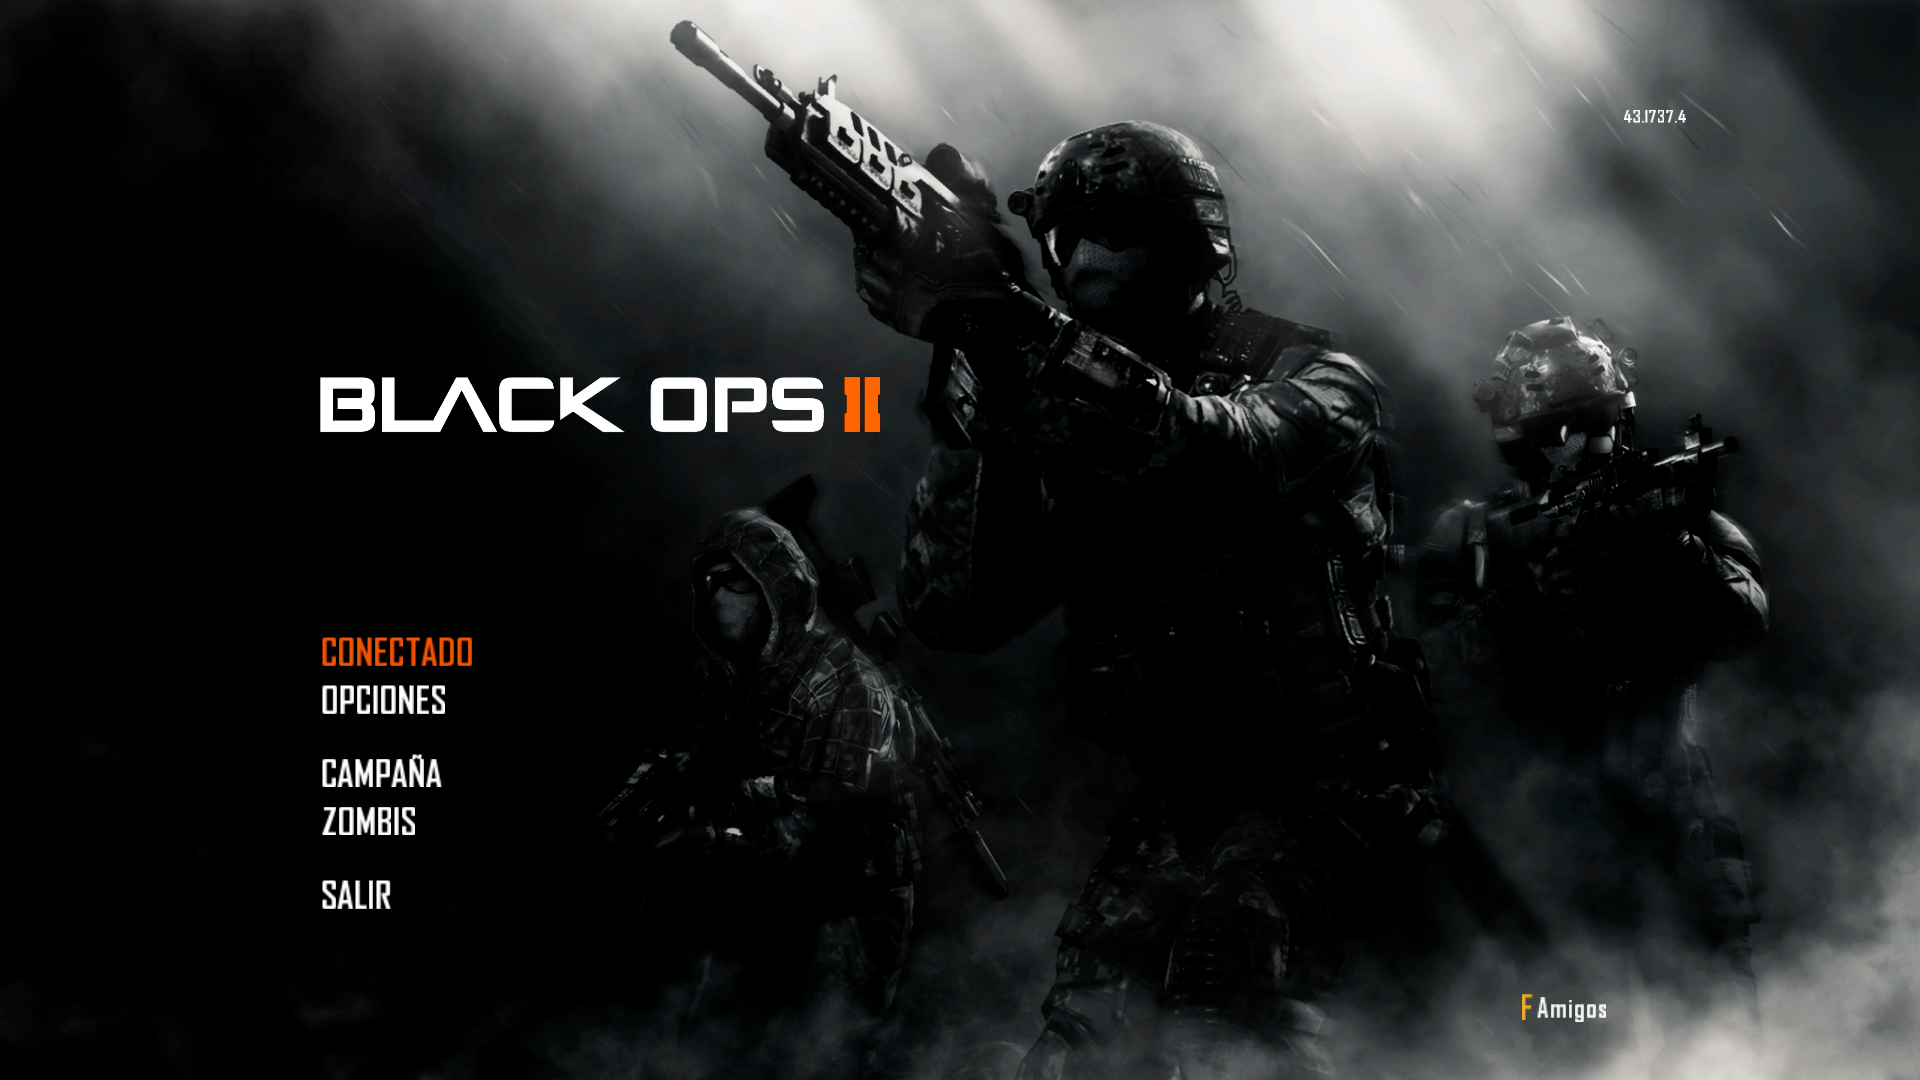 43.1737.4
BLACK OPS II
CONECTADO
OPCIONES
CAMPAÑA
ZOMBIS
SALIR
F Amigos